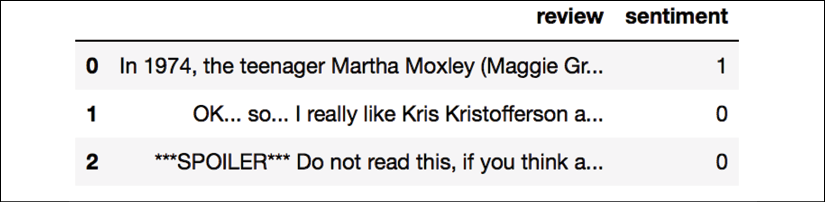 review sentiment
0 In 1974, the teenager Martha Moxley (Maggie Gr... 1
1 OK... so... I really like Kris Kristofferson a... 0
2 ***SPOILER*** Do not read this, if you think a... 0